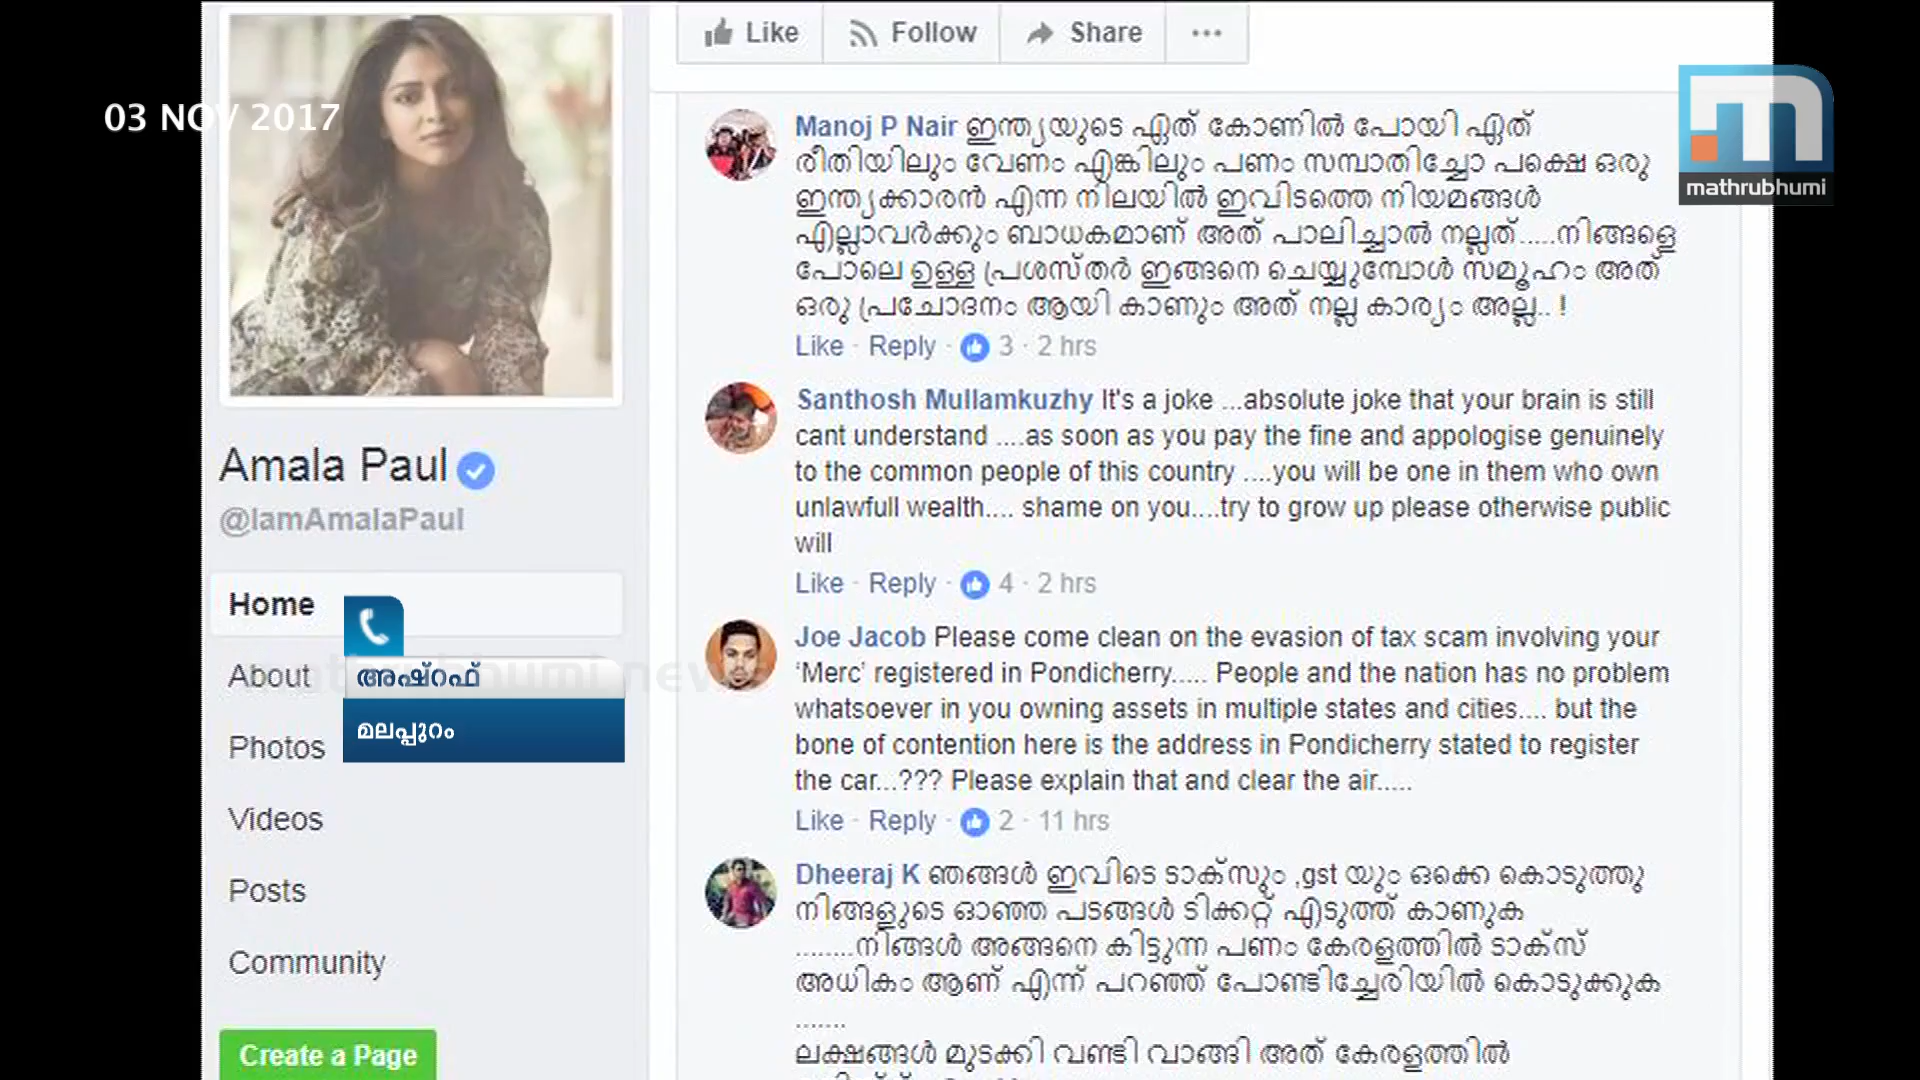 Like
Follow
Share
03 NOV 2017
mathrubhumi
Manoj P Nair ഇന്ത്യയുടെ ഏത് കോണിൽ പോയി ഏത്
രീതിയിലും വേണം എങ്കിലും പണം സമ്പാതിച്ചോ പക്ഷെ ഒരു
ഇന്ത്യക്കാരൻ എന്ന നിലയിൽ ഇവിടത്തെ നിയമങ്ങൾ
എല്ലാവർക്കും ബാധകമാണ് അത് പാലിച്ചാൽ നല്ലത്.....നിങ്ങളെ
പോലെ ഉള്ള പ്രശസ്തർ ഇങ്ങനെ ചെയ്യുമ്പോൾ സമൂഹം അത്
ഒരു പ്രചോദനം ആയി കാണും അത് നല്ല കാര്യം അല്ല.. !
Like · Reply · 3 · 2 hrs
Santhosh Mullamkuzhy It's a joke ...absolute joke that your brain is still
cant understand ....as soon as you pay the fine and appologise genuinely
to the common people of this country ....you will be one in them who own
unlawfull wealth.... shame on you....try to grow up please otherwise public
will
Like · Reply · 4 · 2 hrs
Joe Jacob Please come clean on the evasion of tax scam involving your
‘Merc’ registered in Pondicherry..... People and the nation has no problem
whatsoever in you owning assets in multiple states and cities.... but the
bone of contention here is the address in Pondicherry stated to register
the car...??? Please explain that and clear the air.....
Like · Reply · 2 · 11 hrs
Dheeraj K ഞങ്ങൾ ഇവിടെ ടാക്സും ,gst യും ഒക്കെ കൊടുത്തു
നിങ്ങളുടെ ഓഞ്ഞ പടങ്ങൾ ടിക്കറ്റ് എടുത്ത് കാണുക
........നിങ്ങൾ അങ്ങനെ കിട്ടുന്ന പണം കേരളത്തിൽ ടാക്സ്
അധികം ആണ് എന്ന് പറഞ്ഞ് പോണ്ടിച്ചേരിയിൽ കൊടുക്കുക
.......
ലക്ഷങ്ങൾ മുടക്കി വണ്ടി വാങ്ങി അത് കേരളത്തിൽ
Amala Paul
@IamAmalaPaul
Home
About
Photos
Videos
Posts
Community
Create a Page
അഷ്റഫ്
മലപ്പുറം
mathrubhumi news